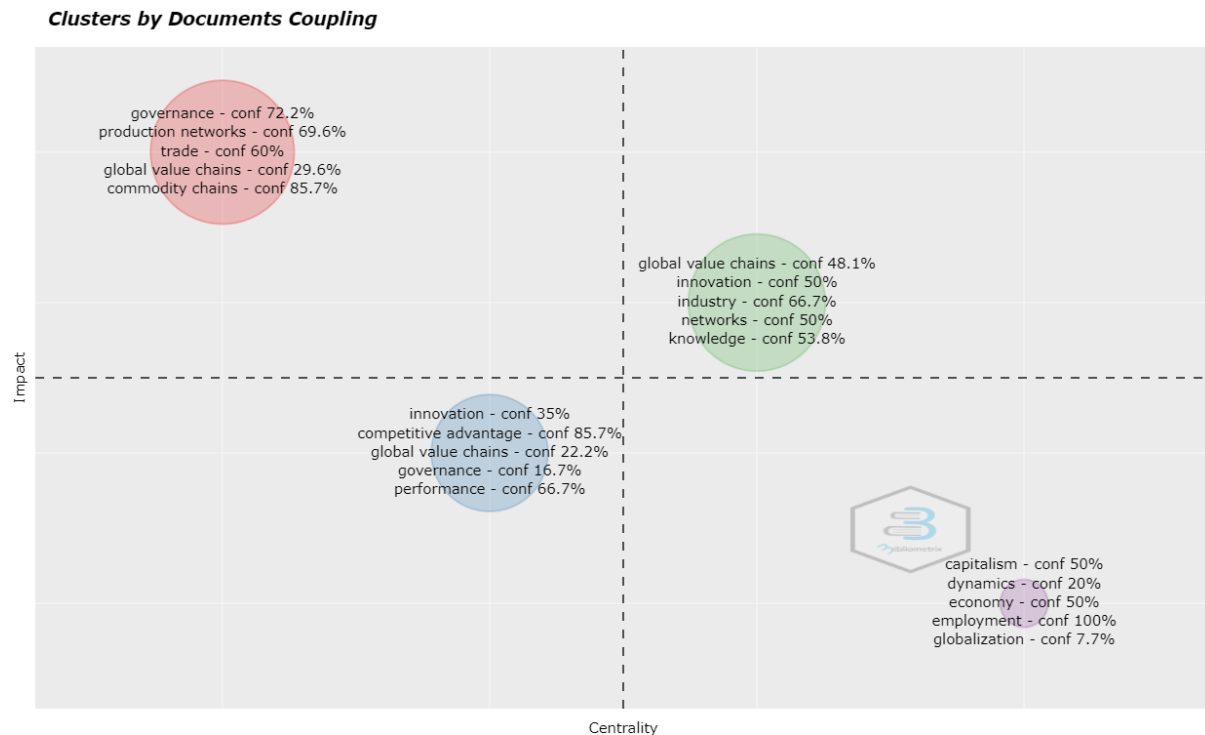 Clusters by Documents Coupling
governance - conf 72.2%
production networks - conf 69.6%
trade - conf 60%
global value chains - conf 29.6%
commodity chains - conf 85.7%
global value chains - conf 48.1%
innovation - conf 50%
industry - conf 66.7%
networks - conf 50%
knowledge - conf 53.8%
Impact
innovation - conf 35%
competitive advantage - conf 85.7%
global value chains - conf 22.2%
governance - conf 16.7%
performance - conf 66.7%
bibliometrix
capitalism - conf 50%
dynamics - conf 20%
economy - conf 50%
employment - conf 100%
globalization - conf 7.7%
Centrality